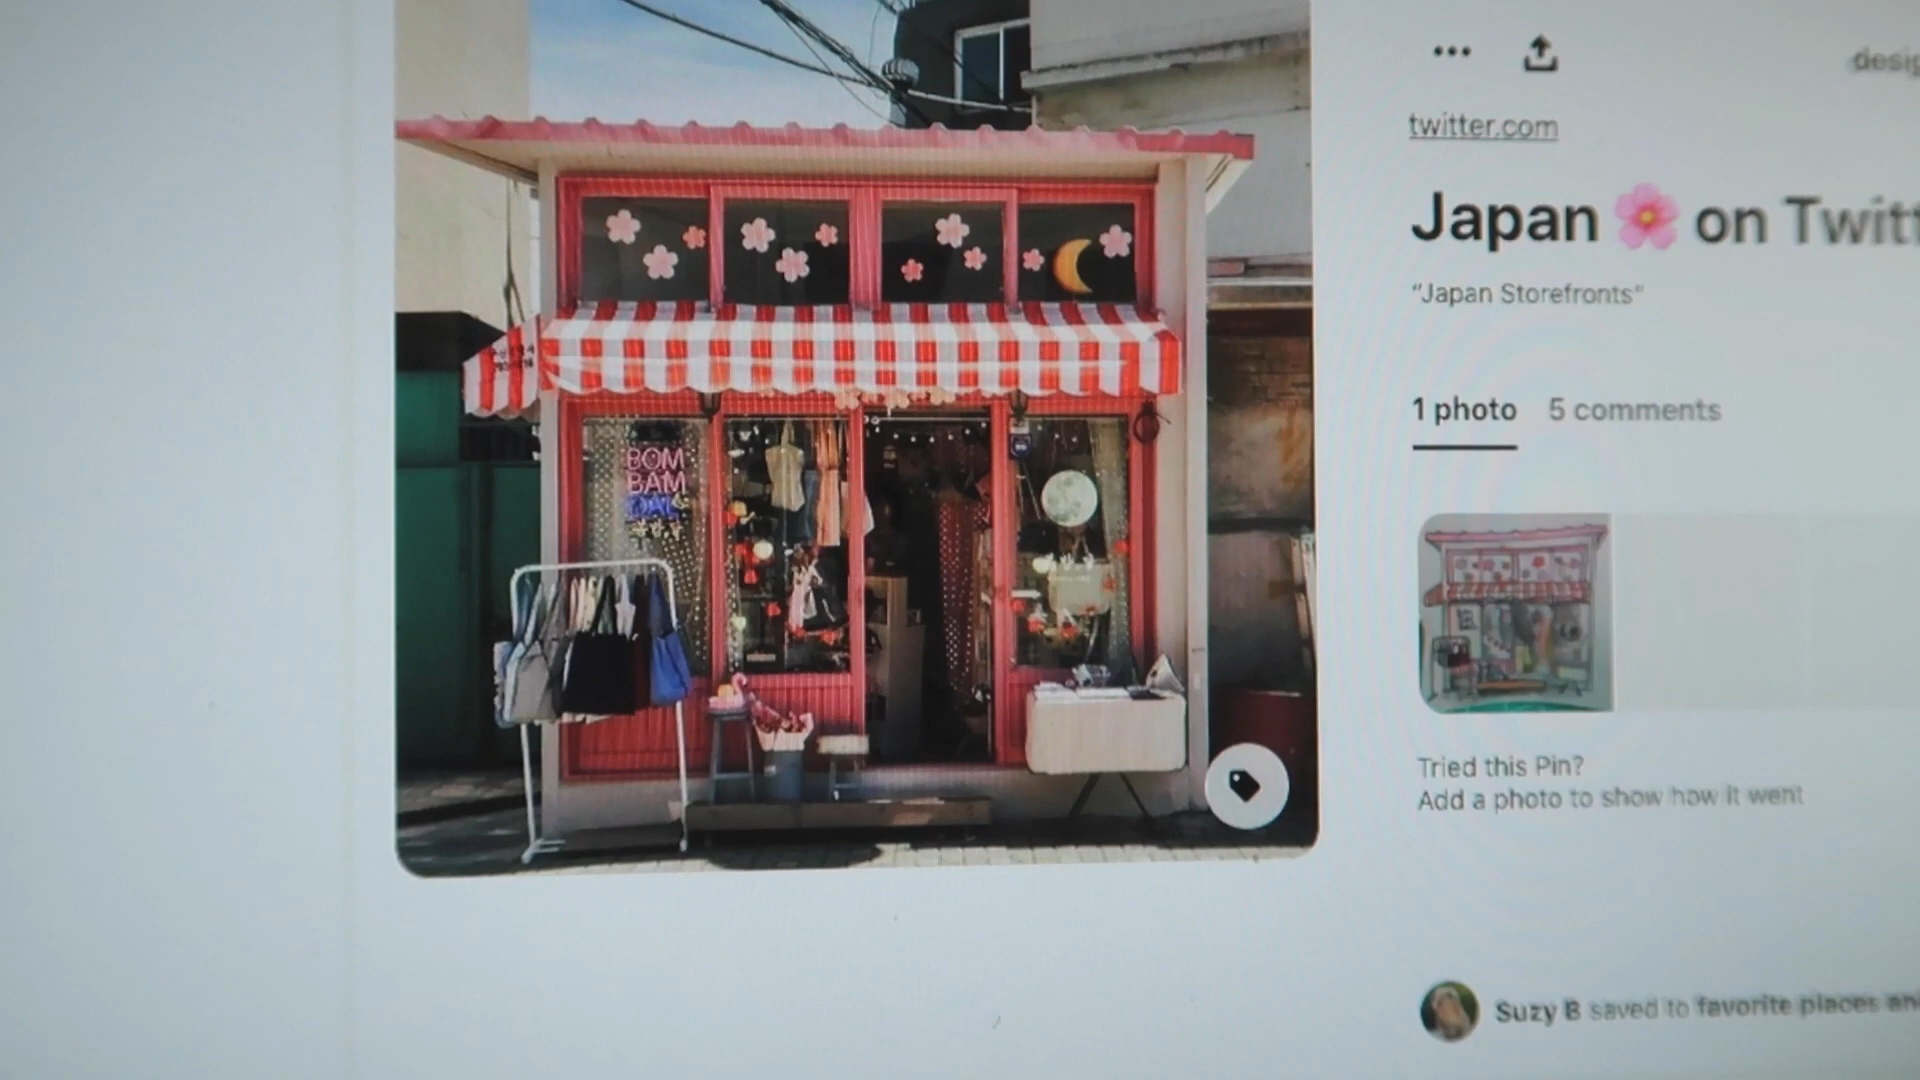 desig
twitter.com
Japan 🌸 on Twitt
“Japan Storefronts”
1 photo 5 comments
BOM
BAM
DAL
Tried this Pin?
Add a photo to show how it went
Suzy B saved to favorite places an